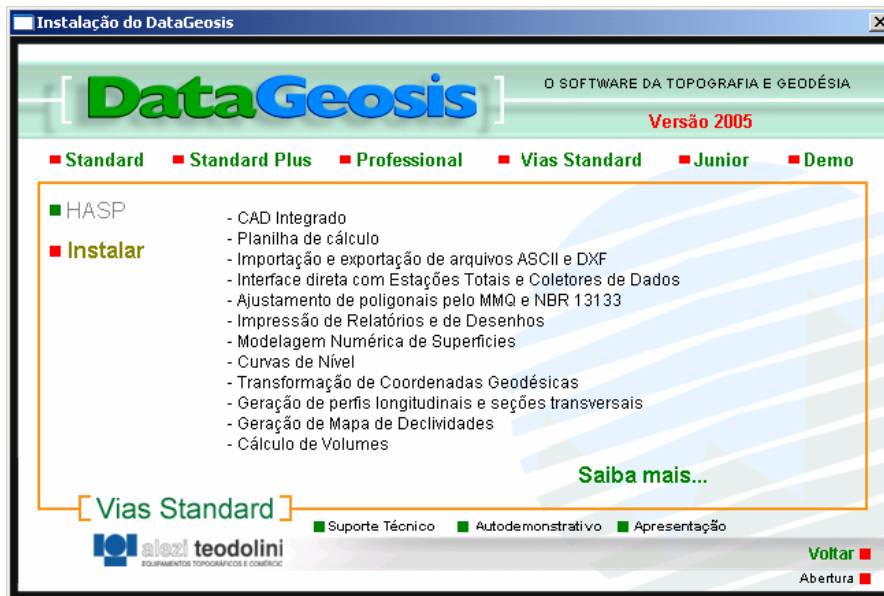 Instalação do DataGeosis
DataGeosis
O SOFTWARE DA TOPOGRAFIA E GEODÉSIA
Versão 2005
Standard Standard Plus Professional Vias Standard Junior Demo
HASP
Instalar
- CAD Integrado
- Planilha de cálculo
- Importação e exportação de arquivos ASCII e DXF
- Interface direta com Estações Totais e Coletores de Dados
- Ajustamento de poligonais pelo MMQ e NBR 13133
- Impressão de Relatórios e de Desenhos
- Modelagem Numérica de Superfícies
- Curvas de Nível
- Transformação de Coordenadas Geodésicas
- Geração de perfis longitudinais e seções transversais
- Geração de Mapa de Declividades
- Cálculo de Volumes
Saiba mais...
Vias Standard
Suporte Técnico Autodemonstrativo Apresentação
alezi teodolini
EQUIPAMENTOS TOPOGRÁFICOS E COMÉRCIO
Voltar
Abertura